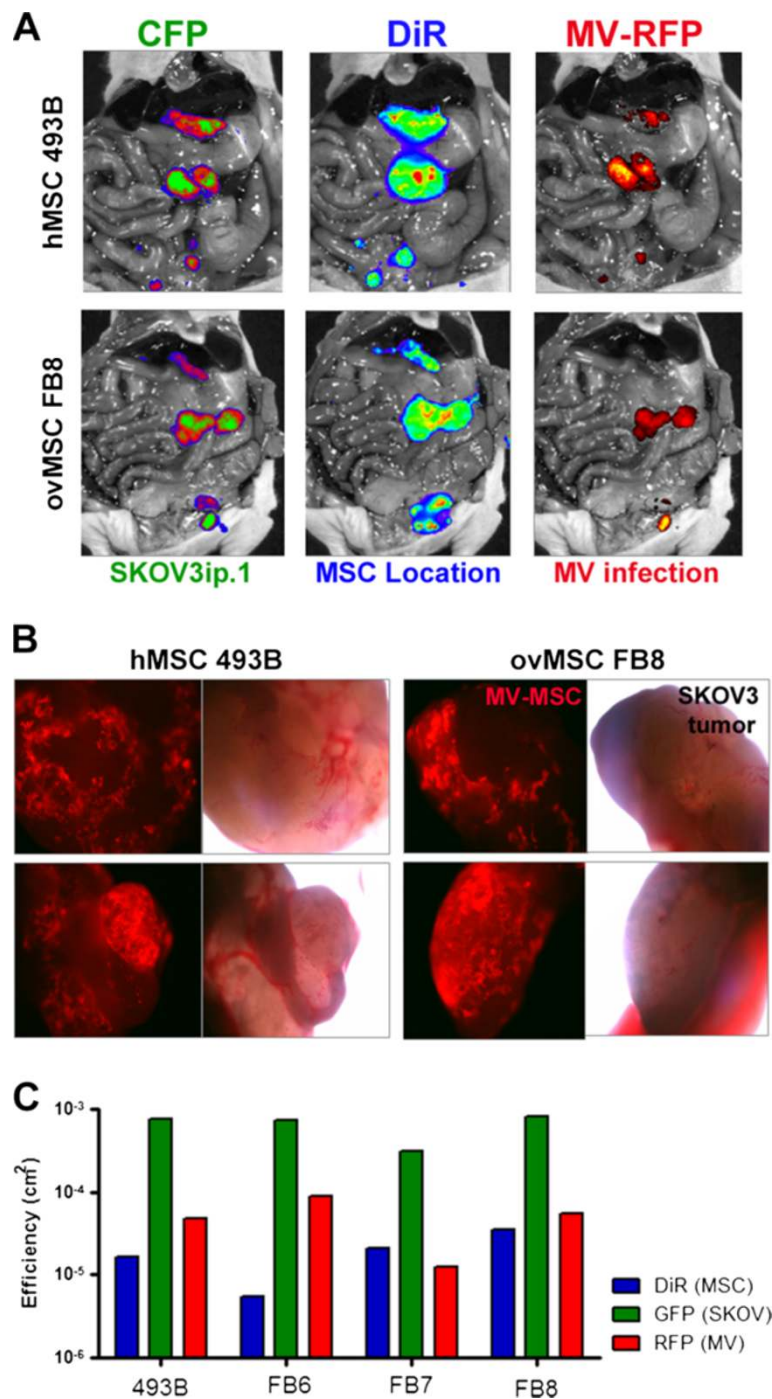 A
CFP DiR MV-RFP
hMSC 493B
ovMSC FB8
SKOV3ip.1 MSC Location MV infection
B
hMSC 493B ovMSC FB8
MV-MSC SKOV3
tumor
C
Efficiency (cm²)
10⁻³
10⁻⁴
10⁻⁵
10⁻⁶
DiR (MSC)
GFP (SKOV)
RFP (MV)
493B FB6 FB7 FB8